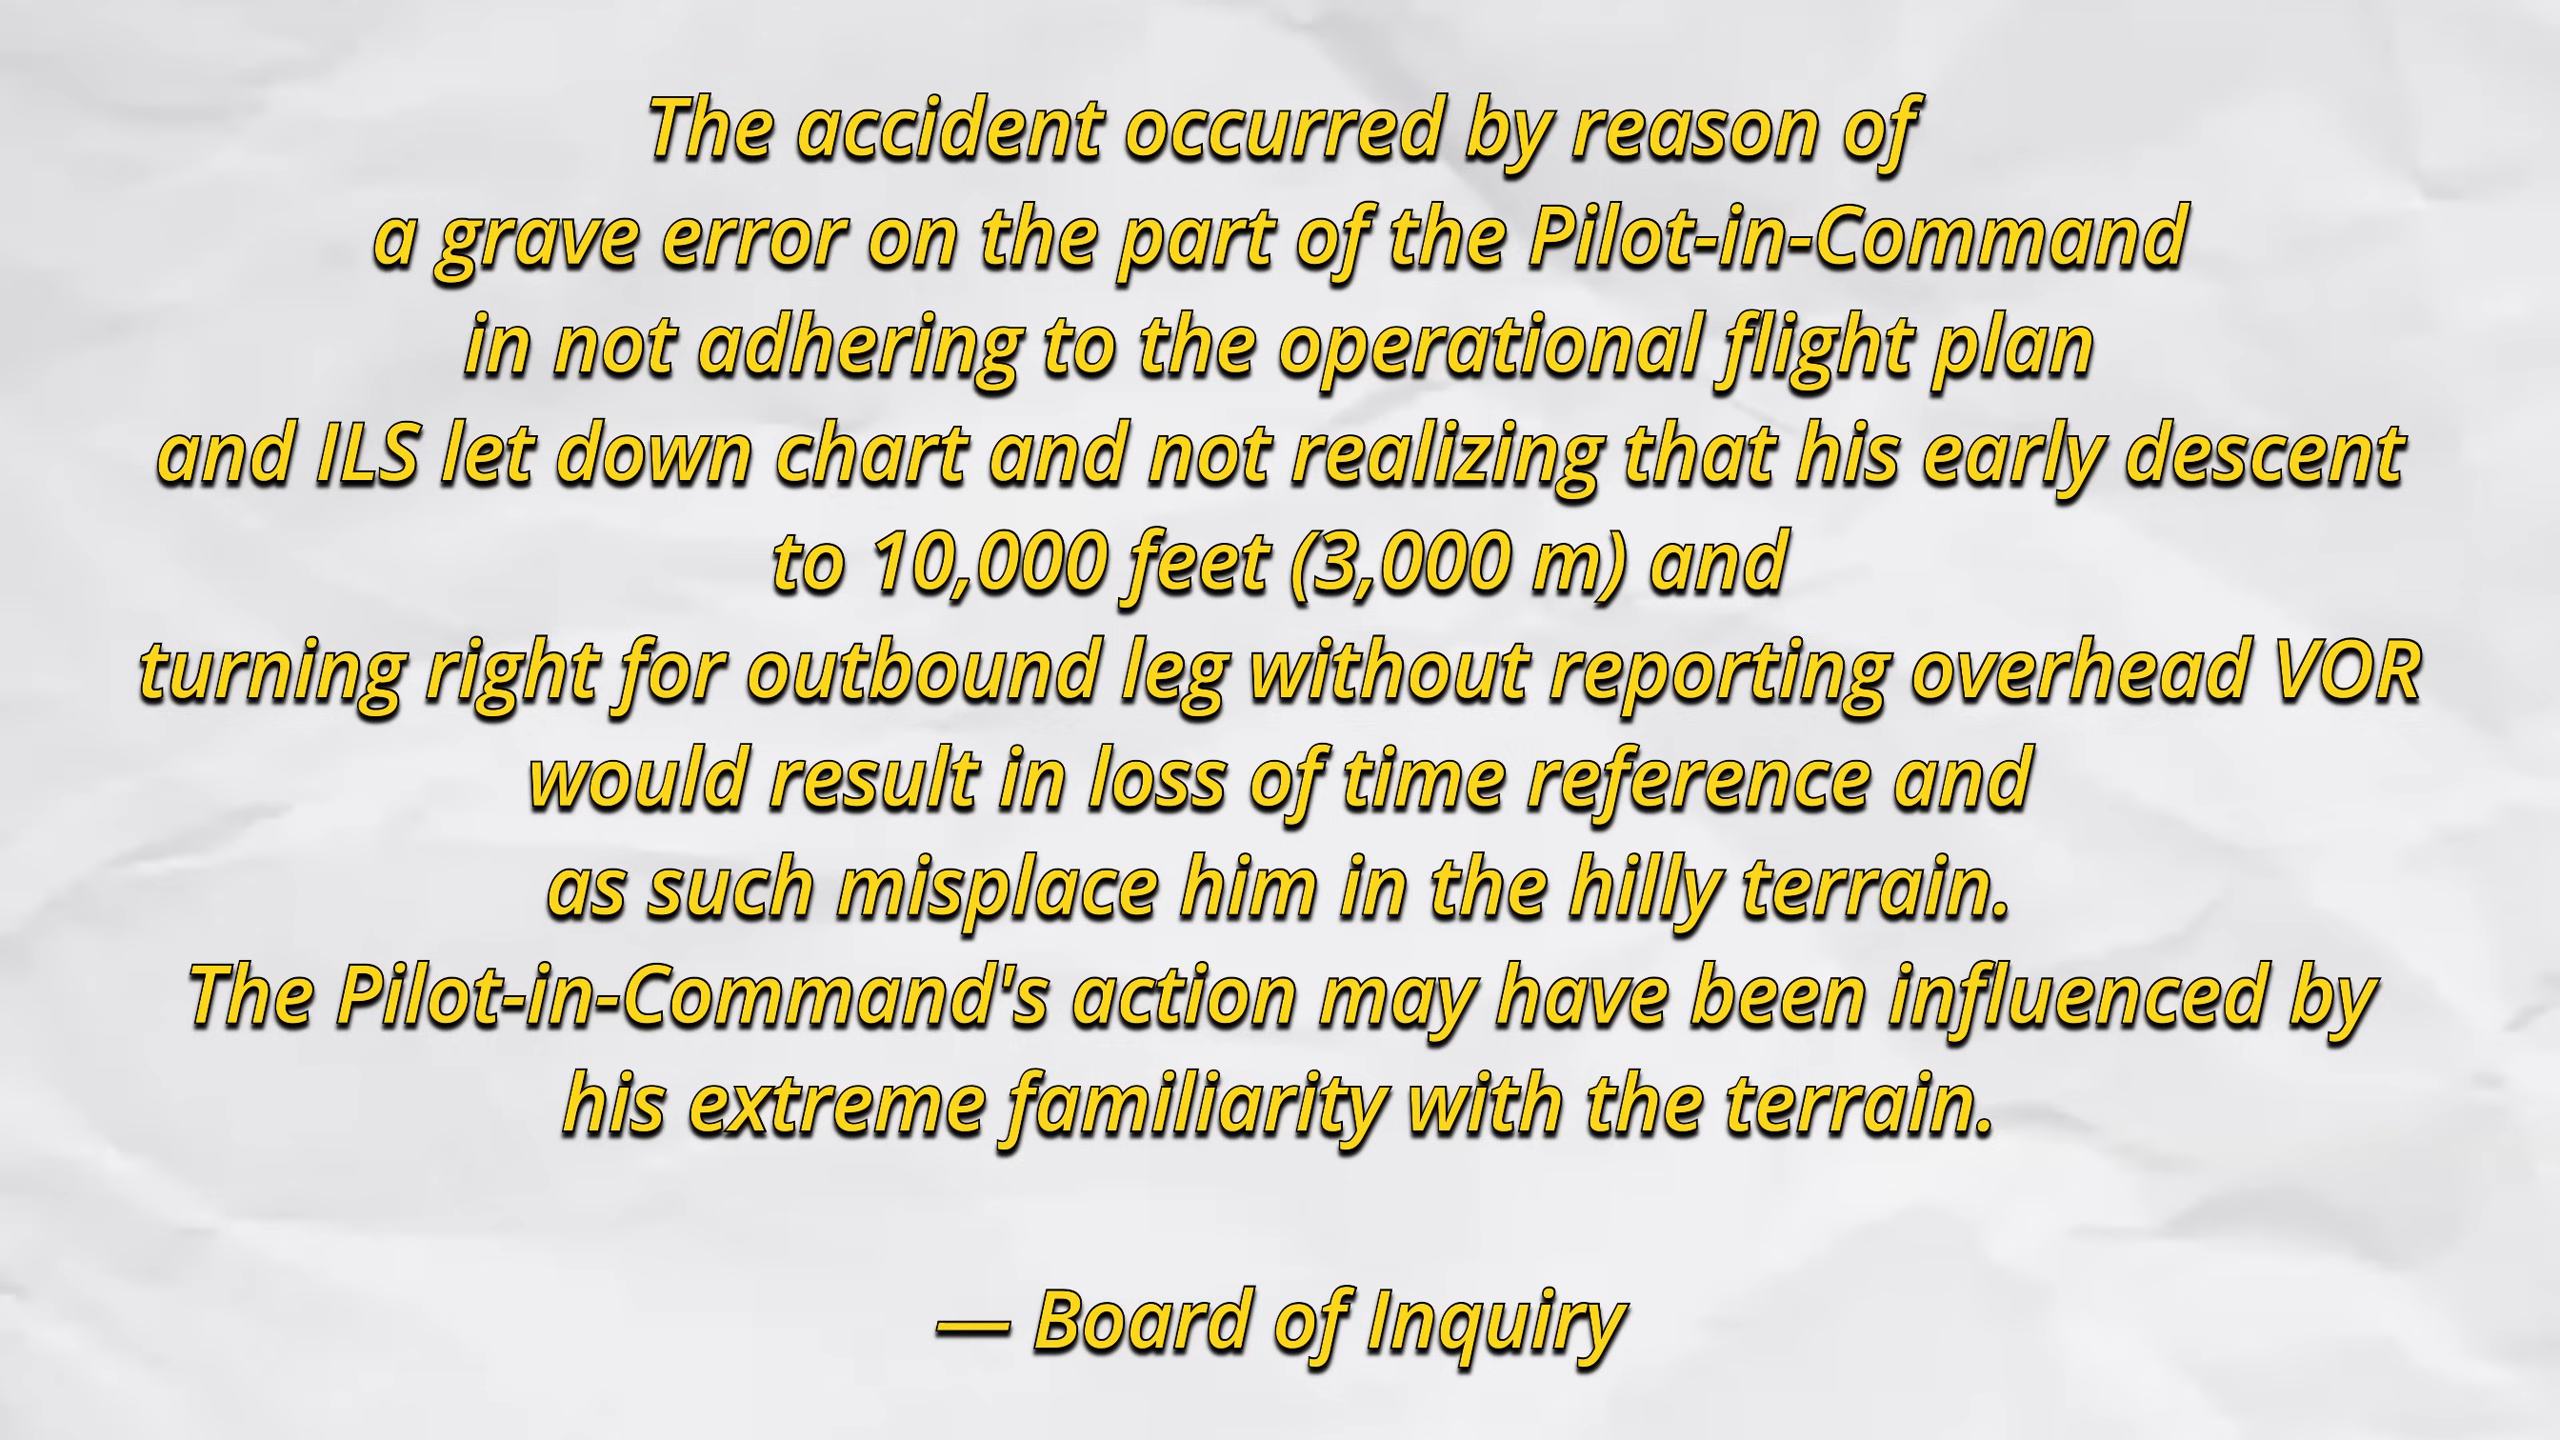 The accident occurred by reason of
a grave error on the part of the Pilot-in-Command
in not adhering to the operational flight plan
and ILS let down chart and not realizing that his early descent
to 10,000 feet (3,000 m) and
turning right for outbound leg without reporting overhead VOR
would result in loss of time reference and
as such misplace him in the hilly terrain.
The Pilot-in-Command's action may have been influenced by
his extreme familiarity with the terrain.
— Board of Inquiry